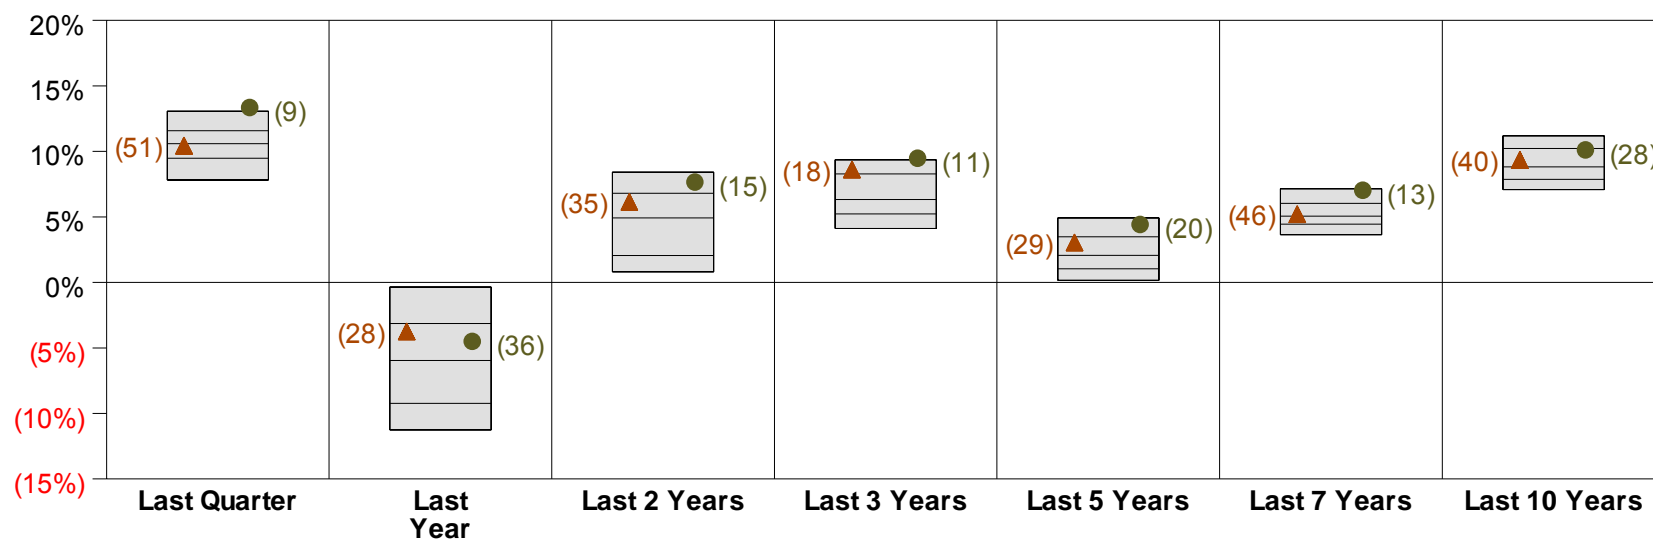 20%
15%
10%
5%
0%
(5%)
(10%)
(15%)
(51)
(9)
(28)
(36)
(35)
(15)
(18)
(11)
(29)
(20)
(46)
(13)
(40)
(28)
Last Quarter
Last
Year
Last 2 Years
Last 3 Years
Last 5 Years
Last 7 Years
Last 10 Years